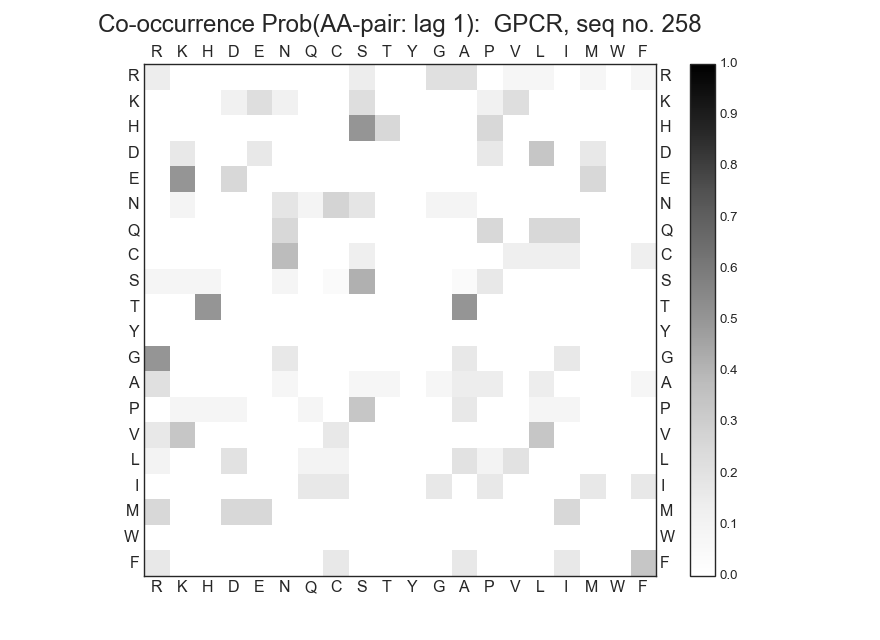 Co-occurrence Prob(AA-pair: lag 1):  GPCR, seq no. 258
R K H D E N Q C S T Y G A P V L I M W F
1.0
R R
K K
0.9
H H
0.8
D D
E E
0.7
N N
Q Q
0.6
C C
S S
T T
0.5
Y Y
G G
0.4
A A
P P
0.3
V V
L L
0.2
I I
M M
0.1
W W
F F
0.0
R K H D E N Q C S T Y G A P V L I M W F